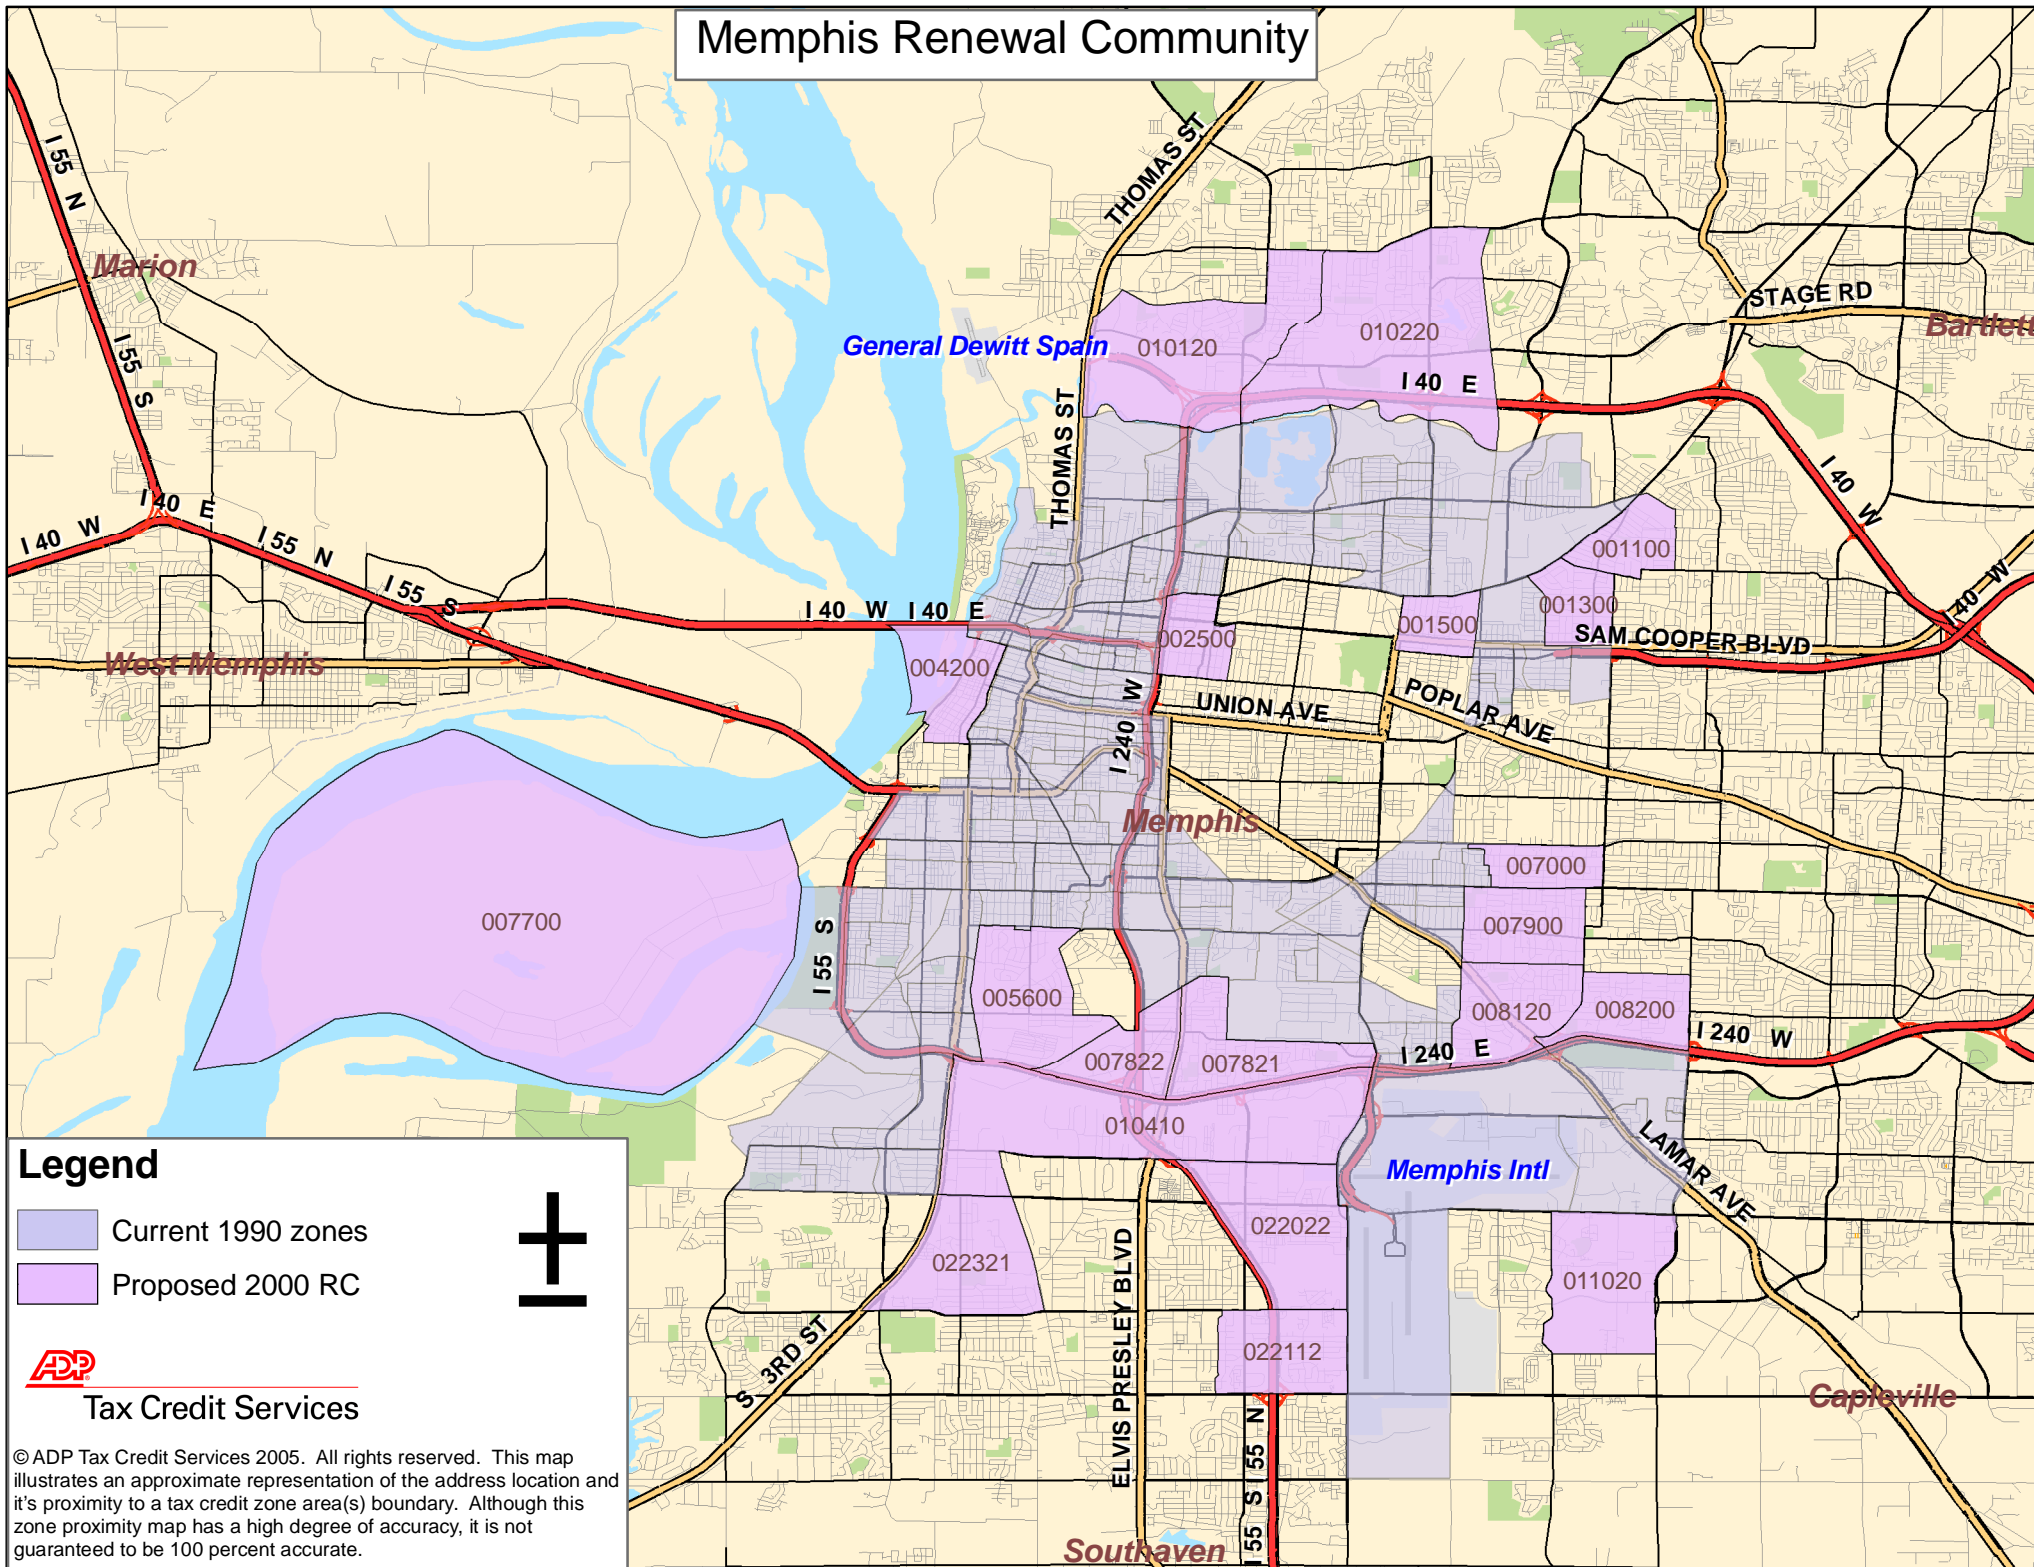 Memphis Renewal Community
THOMAS ST
I 55 N
Marion
STAGE RD
Bartlett
I 55 S
General Dewitt Spain
010120
010220
I 40 E
THOMAS ST
I 40 W
I 40 E
I 40 W
I 55 N
001100
I 55 S
I 40 W
I 40 W I 40 E
001300
001500
002500
SAM COOPER BLVD
West Memphis
004200
UNION AVE
POPLAR AVE
I 240 W
Memphis
007000
007700
007900
I 55 S
005600
008120
008200
I 240 W
I 240 E
007822
007821
010410
LAMAR AVE
Memphis Intl
022022
022321
011020
ELVIS PRESLEY BLVD
S 3RD ST
022112
Capleville
I 55 N
I 55 S
Southaven
Legend
Current 1990 zones
Proposed 2000 RC
ADP
Tax Credit Services
© ADP Tax Credit Services 2005. All rights reserved. This map
illustrates an approximate representation of the address location and
it's proximity to a tax credit zone area(s) boundary. Although this
zone proximity map has a high degree of accuracy, it is not
guaranteed to be 100 percent accurate.